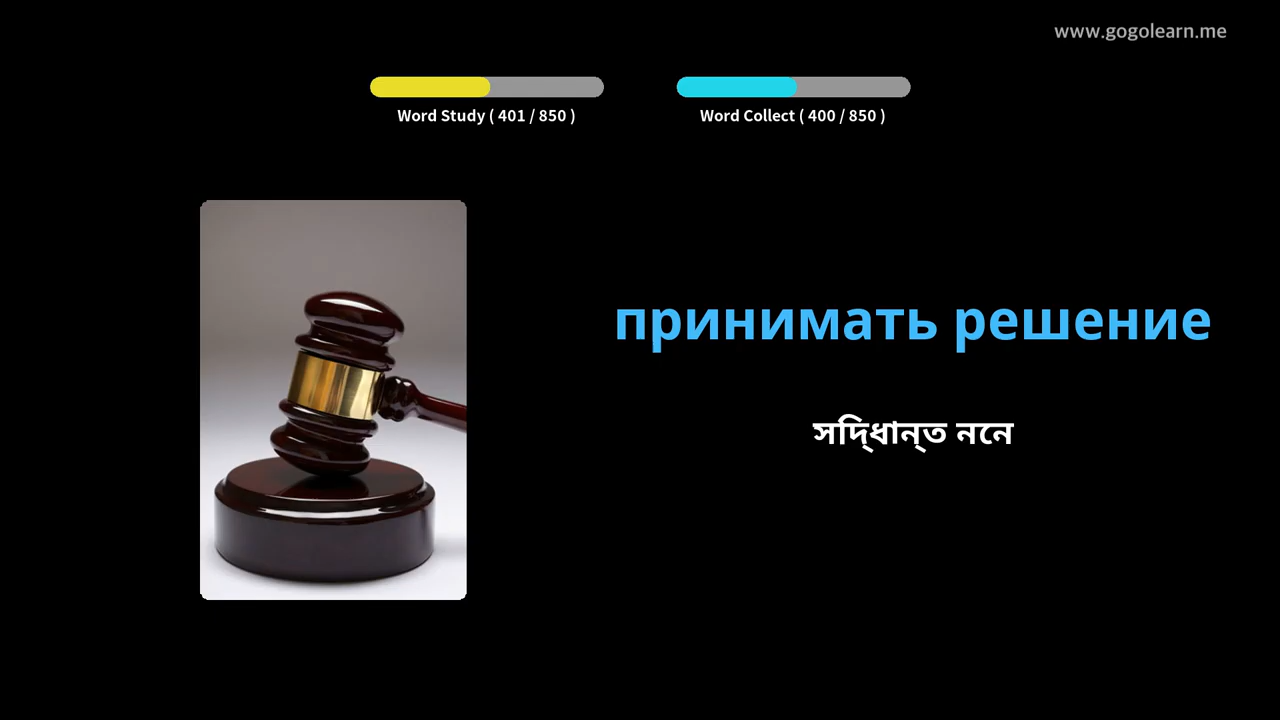 www.gogolearn.me
Word Study ( 401 / 850 )
Word Collect ( 400 / 850 )
принимать решение
সদ্ধিান্ত ননে